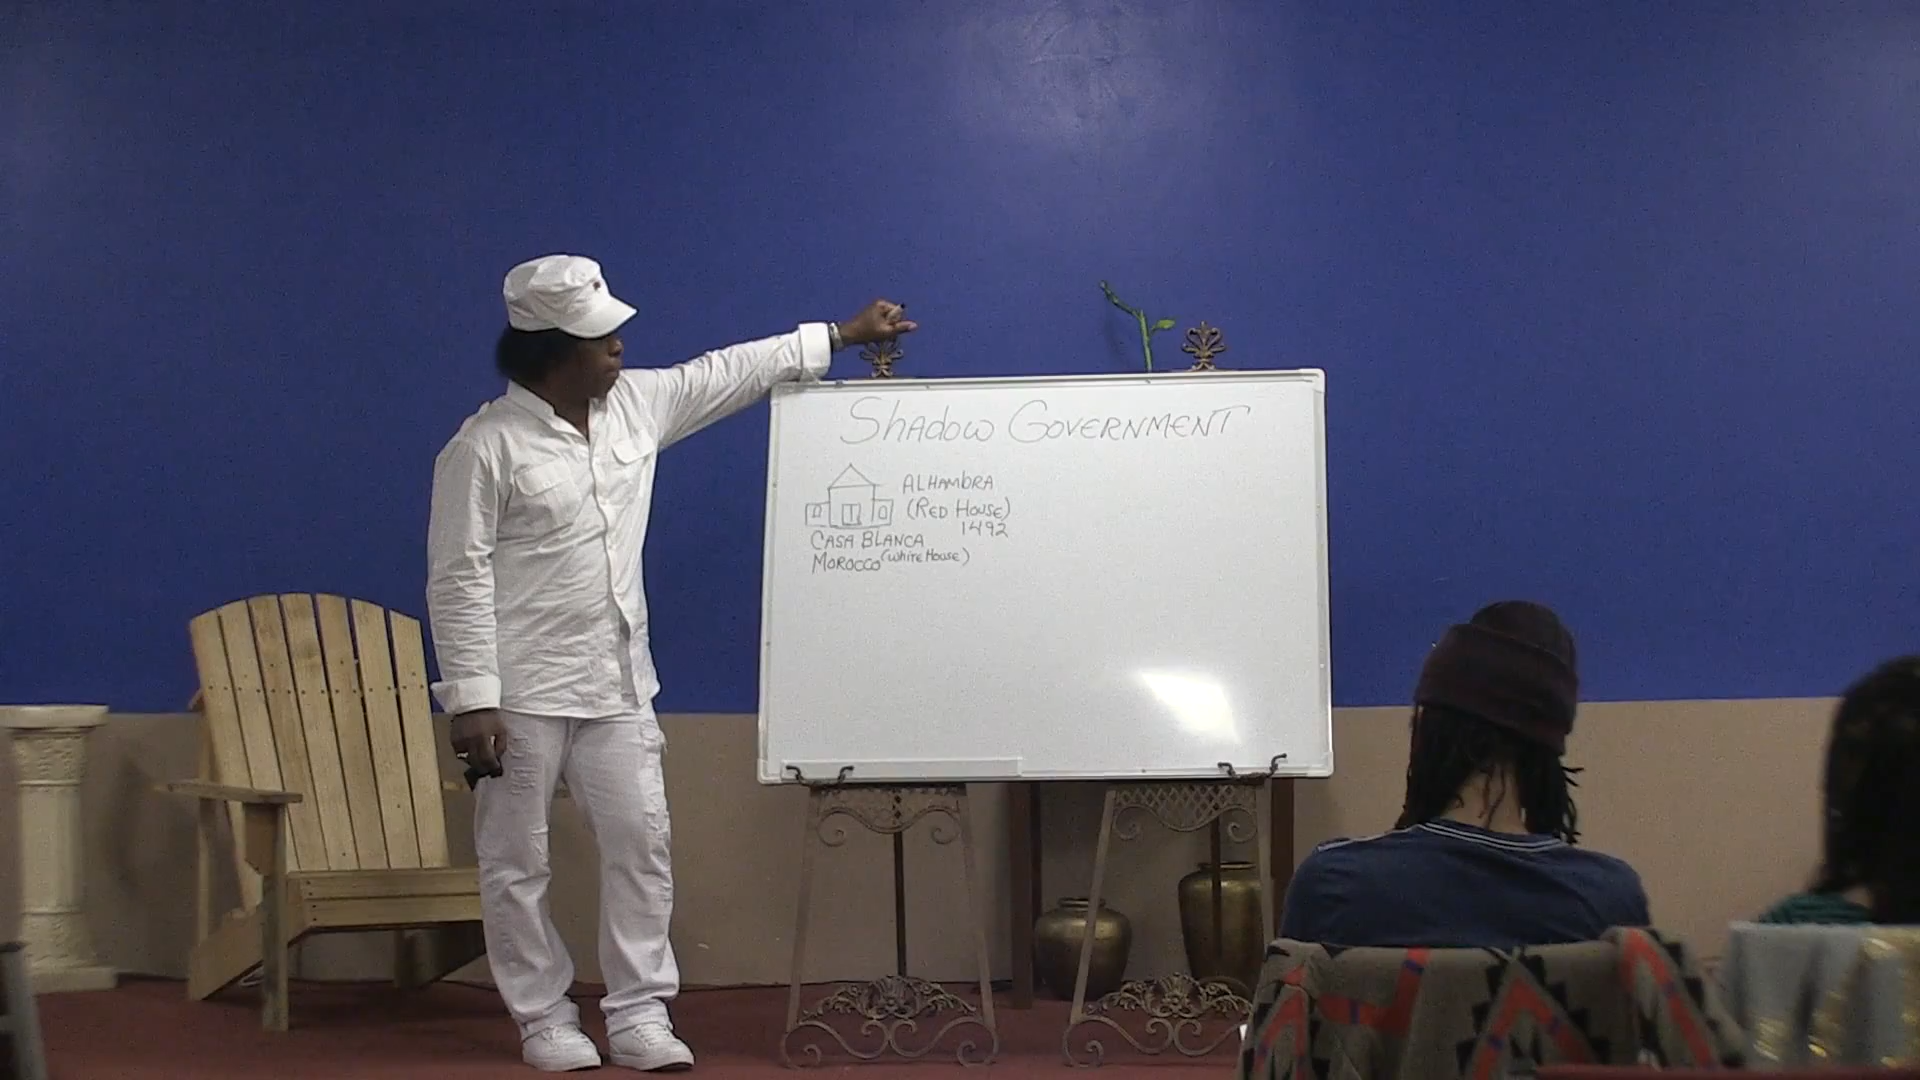 Shadow Government
Alhambra
(Red House)
1492
Casa Blanca
Morocco (White House)